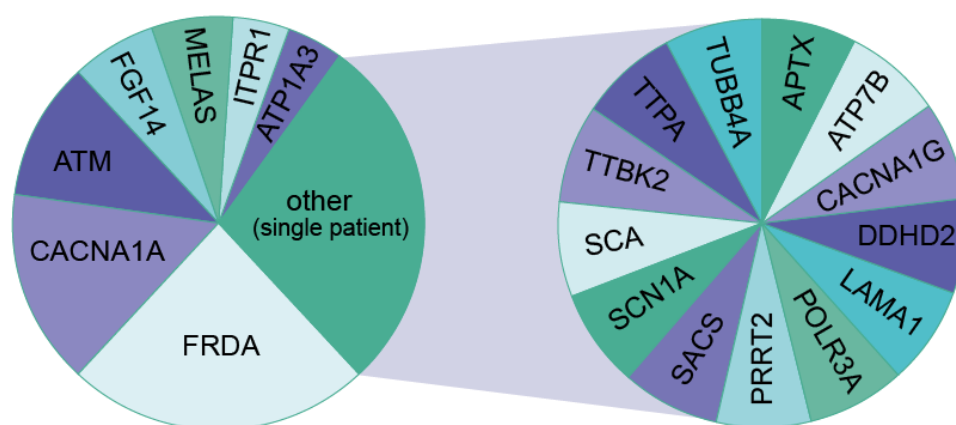 MELAS
ITPR1
ATP1A3
FGF14
ATM
CACNA1A
FRDA
other
(single patient)
TUBB4A
APTX
ATP7B
CACNA1G
DDHD2
LAMA1
POLR3A
PRRT2
SACS
SCN1A
SCA
TTBK2
TTPA